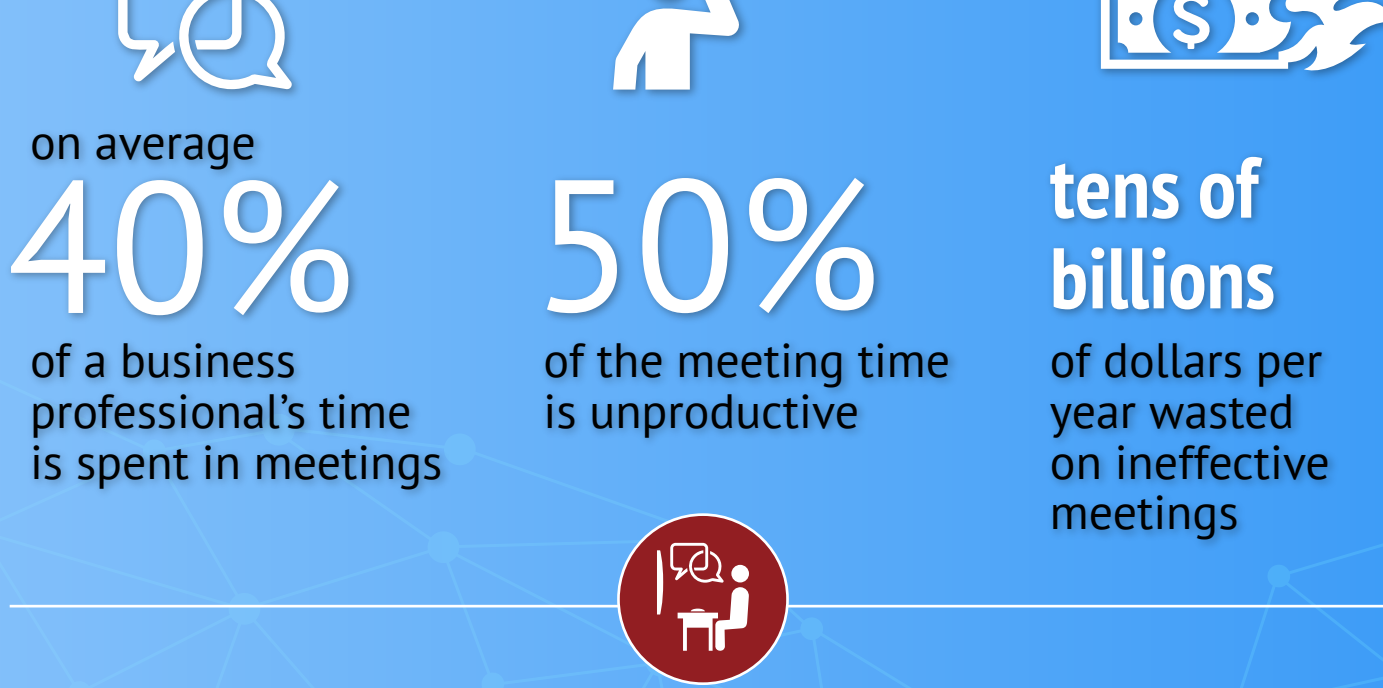 $
on average
40%
of a business
professional’s time
is spent in meetings
50%
of the meeting time
is unproductive
tens of
billions
of dollars per
year wasted
on ineffective
meetings